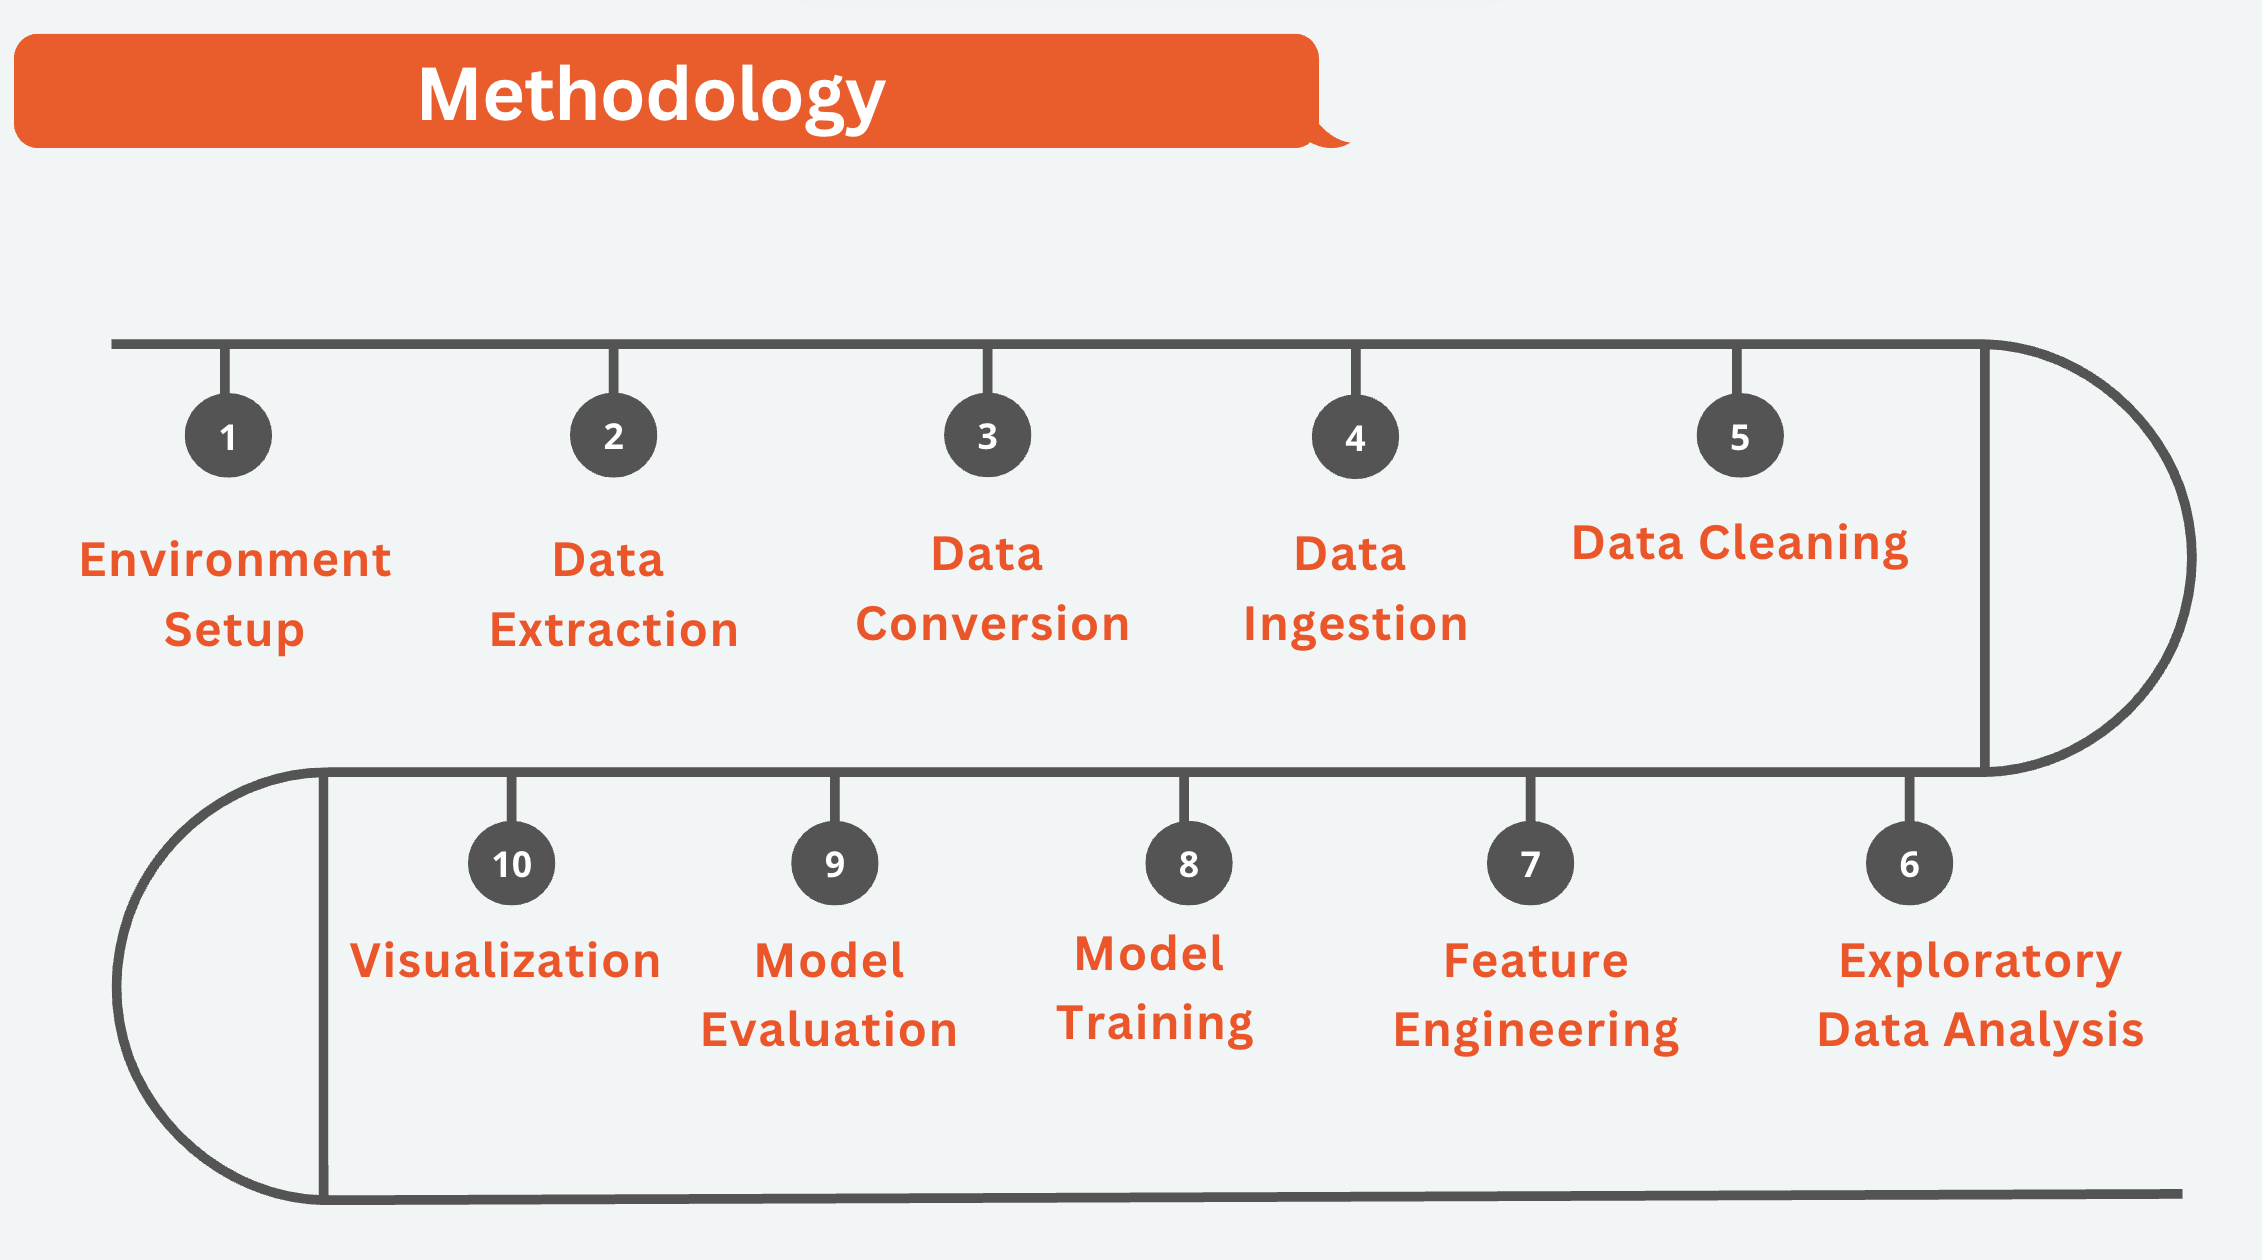 Methodology
1
Environment
Setup
2
Data
Extraction
3
Data
Conversion
4
Data
Ingestion
5
Data Cleaning
6
Exploratory
Data Analysis
7
Feature
Engineering
8
Model
Training
9
Model
Evaluation
10
Visualization